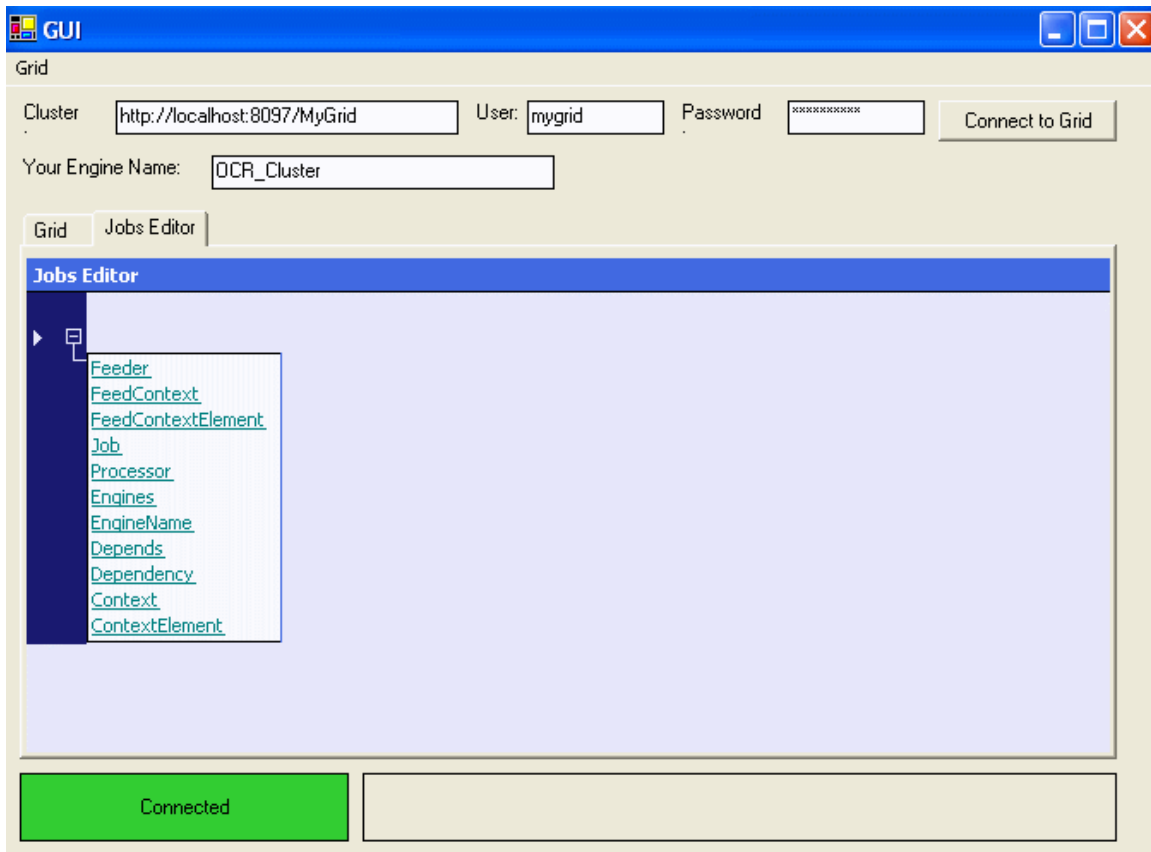 GUI
Grid
Cluster : http://localhost:8097/MyGrid User: mygrid Password : ********** Connect to Grid
Your Engine Name: OCR_Cluster
Grid Jobs Editor
Jobs Editor
Feeder
FeedContext
FeedContextElement
Job
Processor
Engines
EngineName
Depends
Dependency
Context
ContextElement
Connected